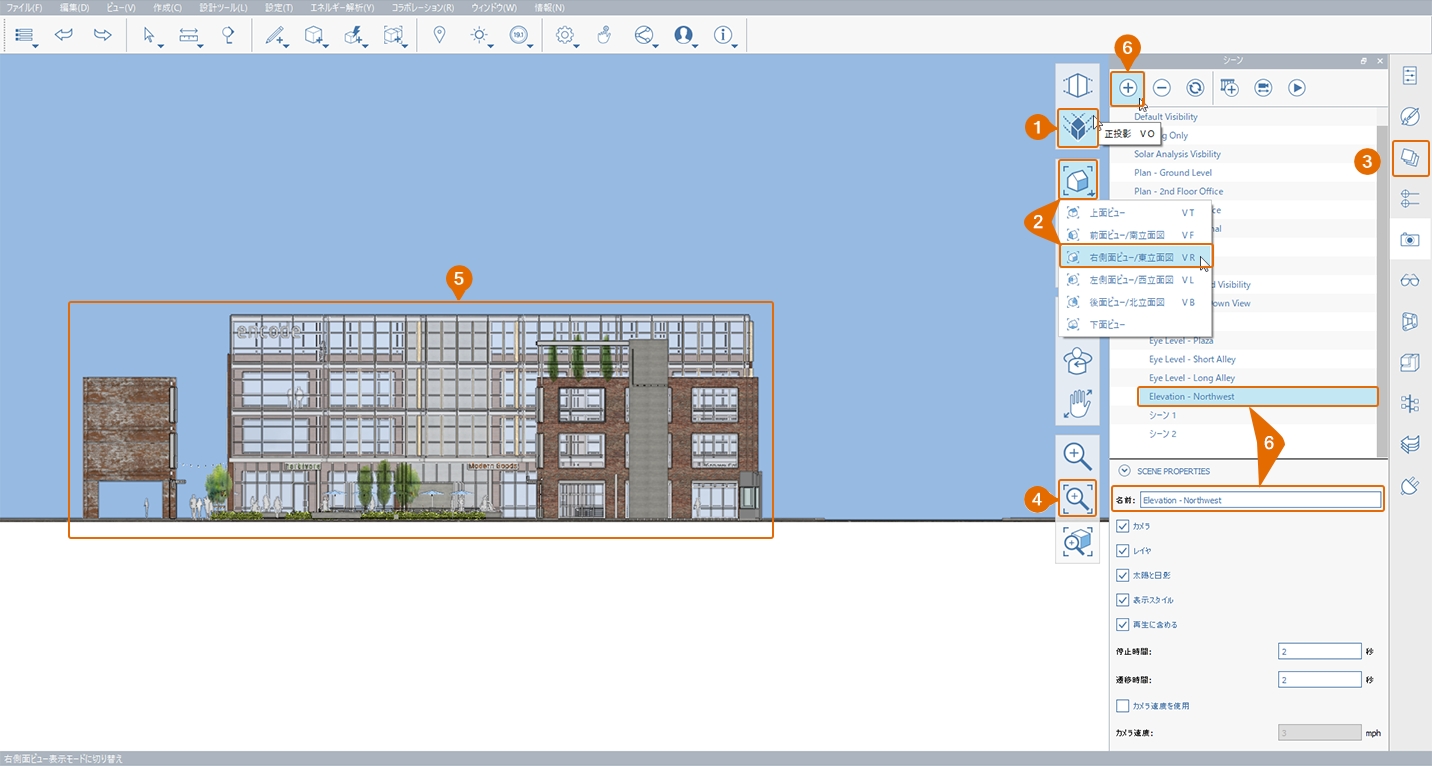 ファイル(F) 編集(D) ビュー(V) 作成(C) 設計ツール(L) 設定(T) エネルギー解析(Y) コラボレーション(R) ウィンドウ(W) 情報(N)
19.1
6
シーン
1
正投影 V O
Default Visibility
g Only
Solar Analysis Visbility
3
Plan - Ground Level
Plan - 2nd Floor Office
2
上面ビュー V T
ce
前面ビュー/南立面図 V F
nal
右側面ビュー/東立面図 V R
左側面ビュー/西立面図 V L
d Visibility
後面ビュー/北立面図 V B
own View
下面ビュー
Eye Level - Plaza
Eye Level - Short Alley
Eye Level - Long Alley
Elevation - Northwest
シーン 1
シーン 2
5
encode
Modern Goods
6
SCENE PROPERTIES
4
名前: Elevation - Northwest
カメラ
レイヤ
太陽と日影
表示スタイル
再生に含める
停止時間: 2 秒
遷移時間: 2 秒
カメラ速度を使用
カメラ速度: 3 mph
右側面ビュー表示モードに切り替え